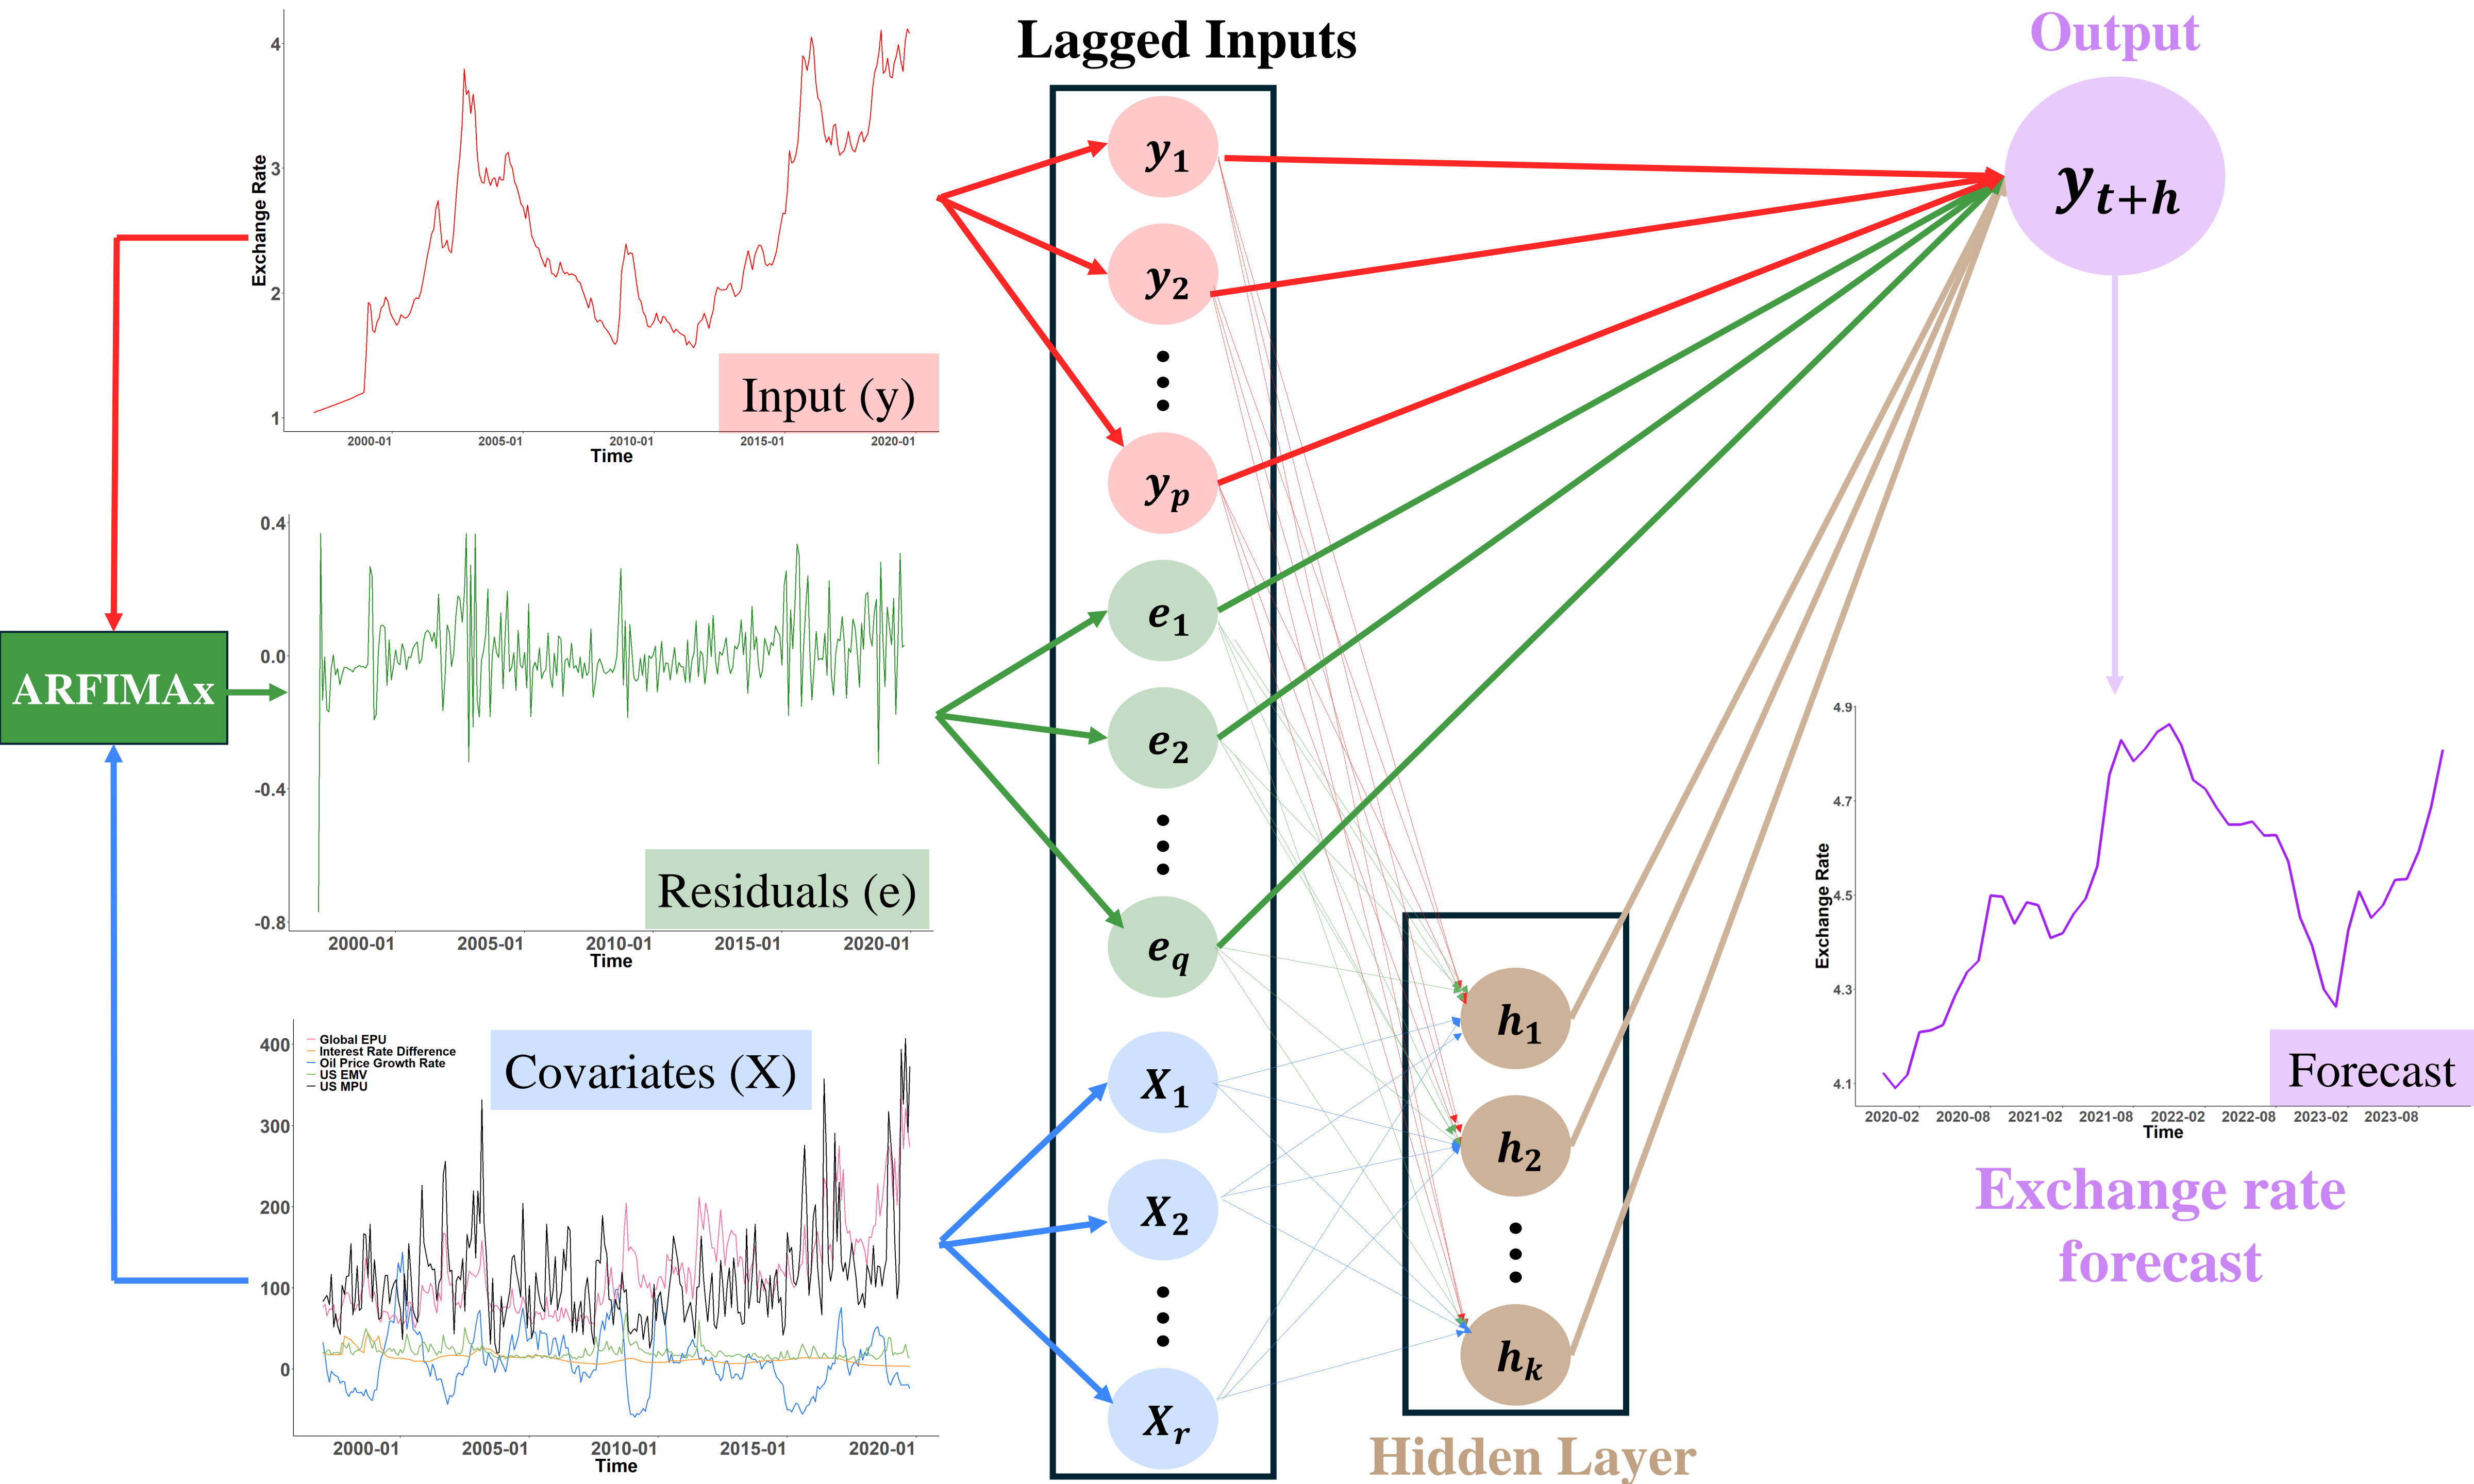 Lagged Inputs
Output
4
3
2
1
Exchange Rate
Input (y)
2000-01 2005-01 2010-01 2015-01 2020-01
Time
y1
y2
yp
yt+h
ARFIMAx
0.4
0.0
-0.4
-0.8
Residuals (e)
2000-01 2005-01 2010-01 2015-01 2020-01
Time
e1
e2
eq
400
300
200
100
0
Global EPU
Interest Rate Difference
Oil Price Growth Rate
US EMV
US MPU
Covariates (X)
2000-01 2005-01 2010-01 2015-01 2020-01
Time
X1
X2
Xr
h1
h2
hk
Hidden Layer
4.9
4.7
4.5
4.3
4.1
Exchange Rate
Forecast
2020-02 2020-08 2021-02 2021-08 2022-02 2022-08 2023-02 2023-08
Time
Exchange rate
forecast